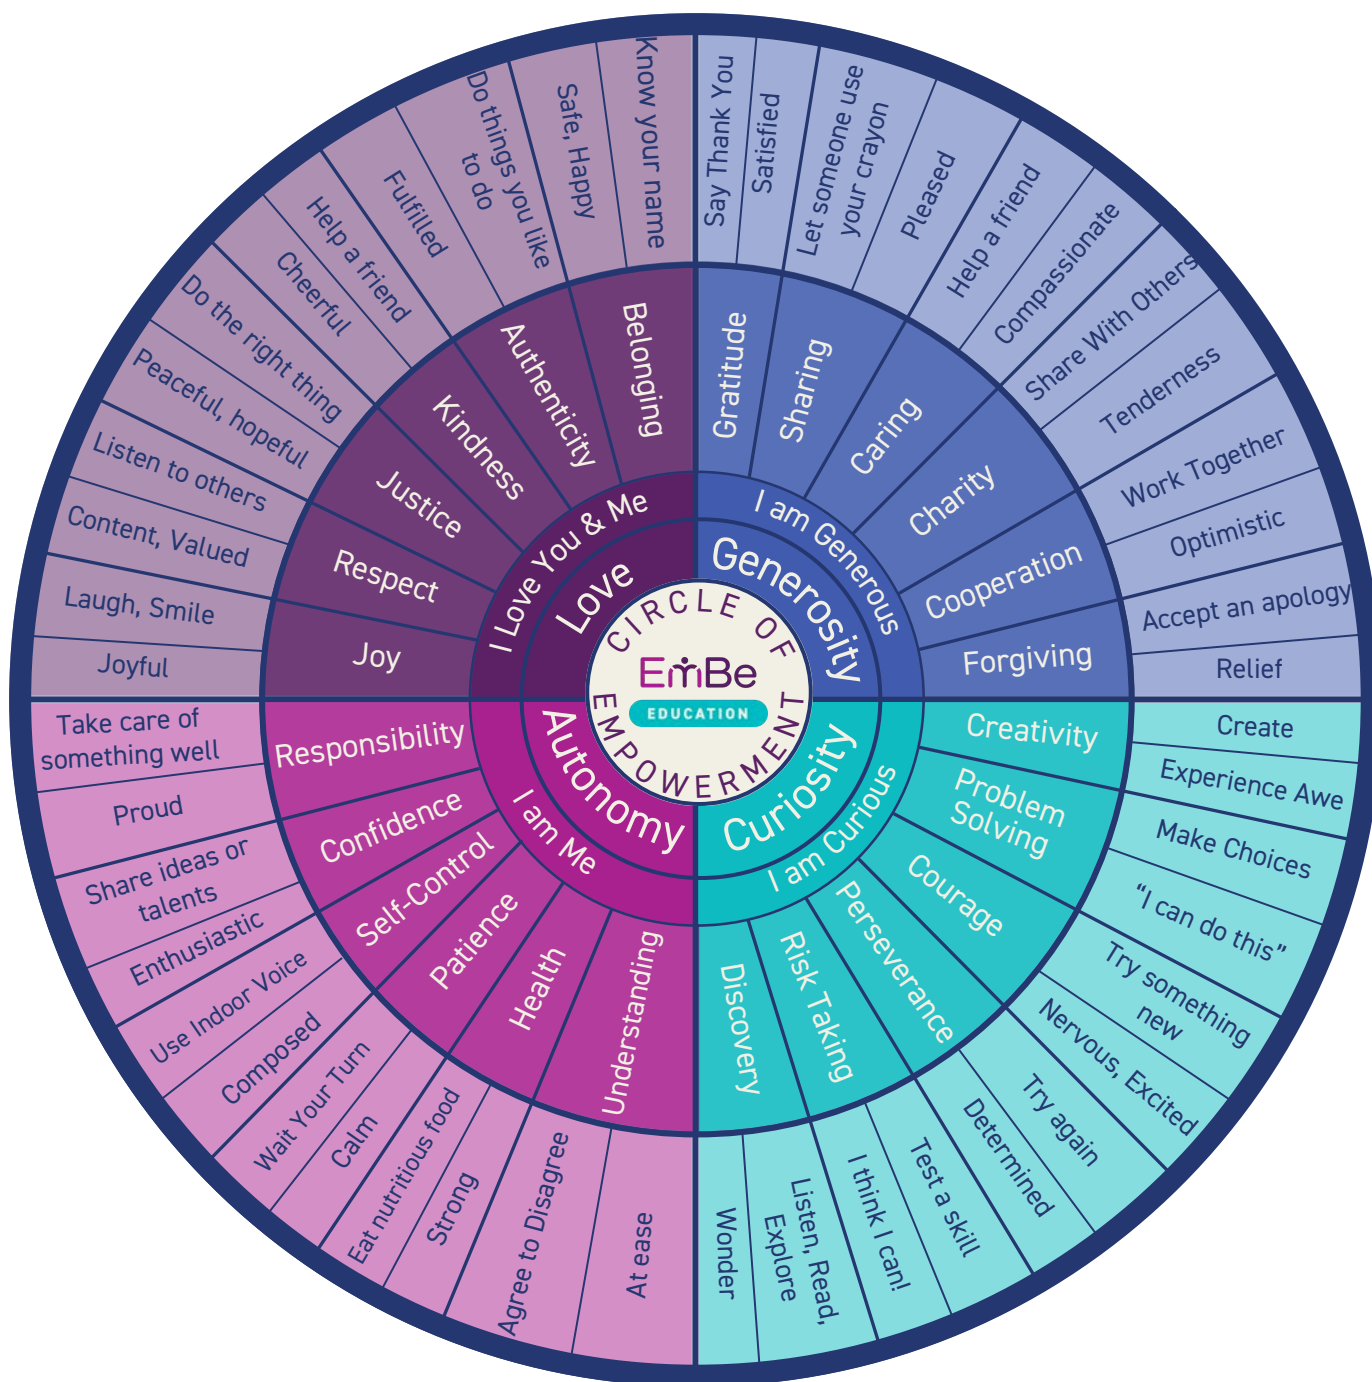 CIRCLE OF
EMPOWERMENT
EmBe
EDUCATION
Love
I Love You & Me
Joy
Laugh, Smile
Joyful
Respect
Listen to others
Content, Valued
Justice
Do the right thing
Peaceful, hopeful
Kindness
Help a friend
Cheerful
Authenticity
Do things you like
to do
Fulfilled
Belonging
Know your name
Safe, Happy
Generosity
I am Generous
Gratitude
Say Thank You
Satisfied
Sharing
Let someone use
your crayon
Pleased
Caring
Help a friend
Compassionate
Charity
Share With Others
Tenderness
Cooperation
Work Together
Optimistic
Forgiving
Accept an apology
Relief
Curiosity
I am Curious
Creativity
Create
Experience Awe
Problem
Solving
Make Choices
“I can do this”
Courage
Try something
new
Nervous, Excited
Perseverance
Try again
Determined
Risk Taking
Test a skill
I think I can!
Discovery
Listen, Read,
Explore
Wonder
Autonomy
I am Me
Understanding
Agree to Disagree
At ease
Health
Eat nutritious food
Strong
Patience
Wait Your Turn
Calm
Self-Control
Use Indoor Voice
Composed
Confidence
Share ideas or
talents
Enthusiastic
Responsibility
Take care of
something well
Proud